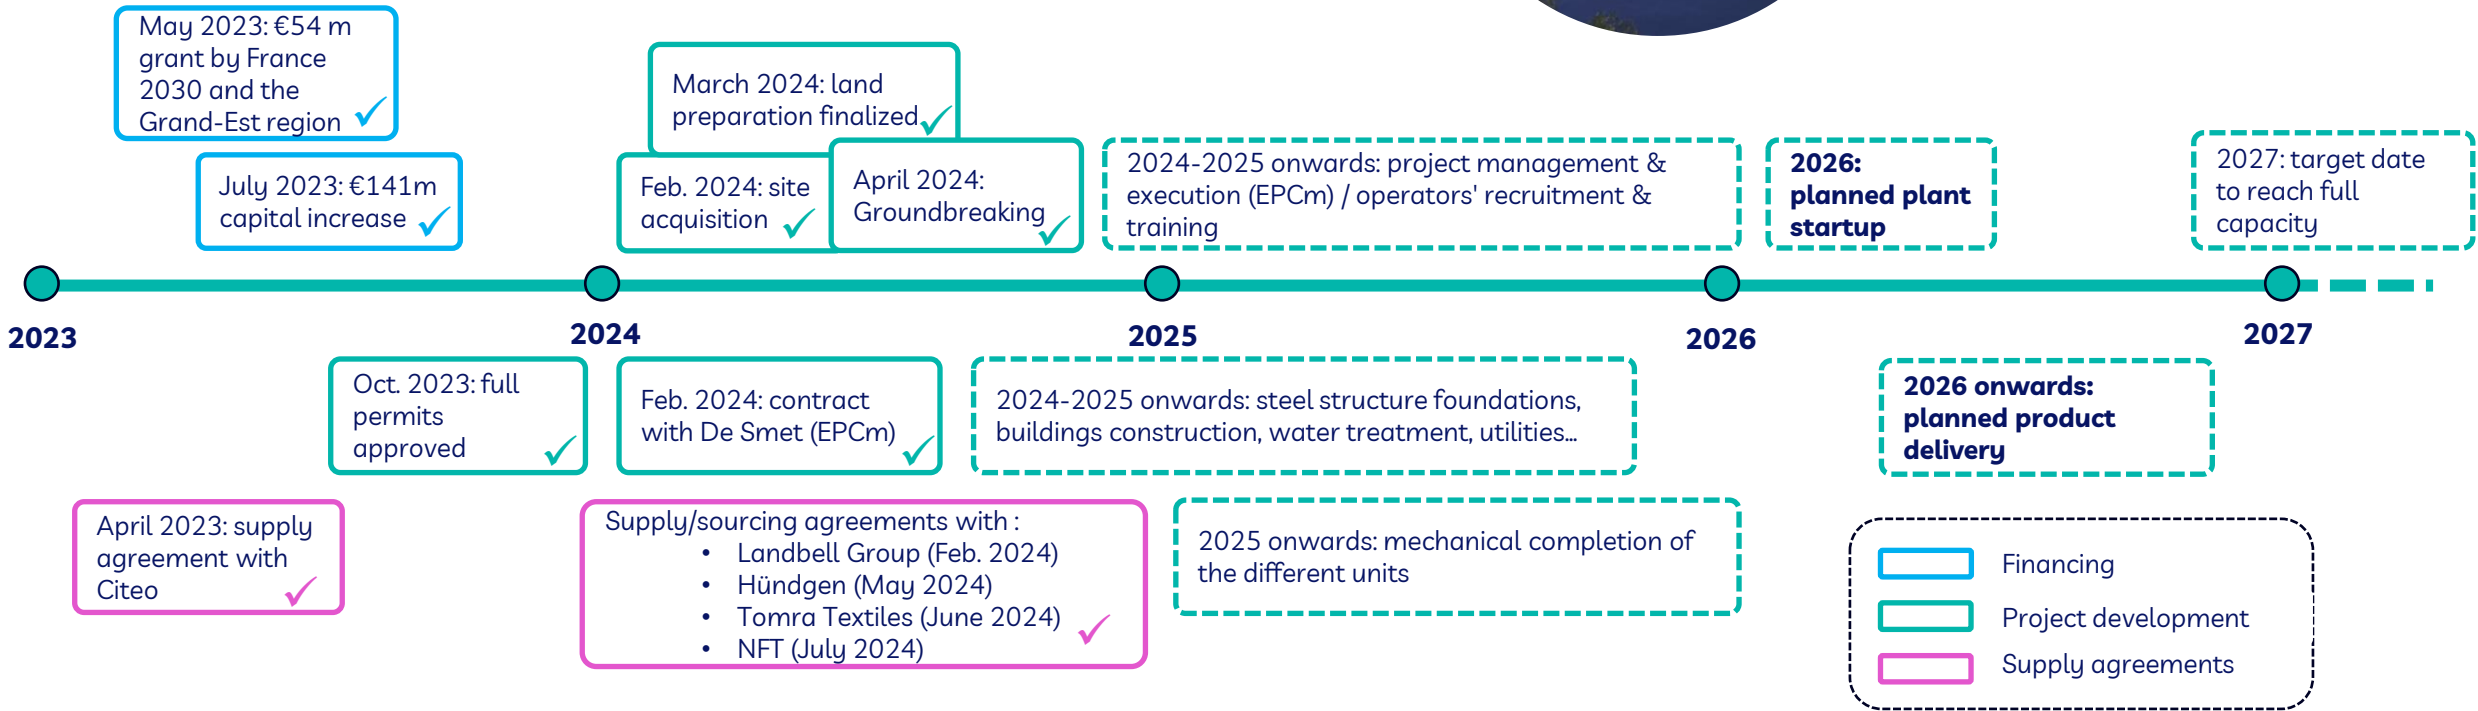 May 2023: €54 m
grant by France
2030 and the
Grand-Est region
July 2023: €141m
capital increase
March 2024: land
preparation finalized
Feb. 2024: site
acquisition
April 2024:
Groundbreaking
2024-2025 onwards: project management &
execution (EPCm) / operators' recruitment &
training
2026:
planned plant
startup
2027: target date
to reach full
capacity
2023
2024
2025
2026
2027
Oct. 2023: full
permits
approved
Feb. 2024: contract
with De Smet (EPCm)
2024-2025 onwards: steel structure foundations,
buildings construction, water treatment, utilities…
2026 onwards:
planned product
delivery
April 2023: supply
agreement with
Citeo
Supply/sourcing agreements with :
• Landbell Group (Feb. 2024)
• Hündgen (May 2024)
• Tomra Textiles (June 2024)
• NFT (July 2024)
2025 onwards: mechanical completion of
the different units
Financing
Project development
Supply agreements